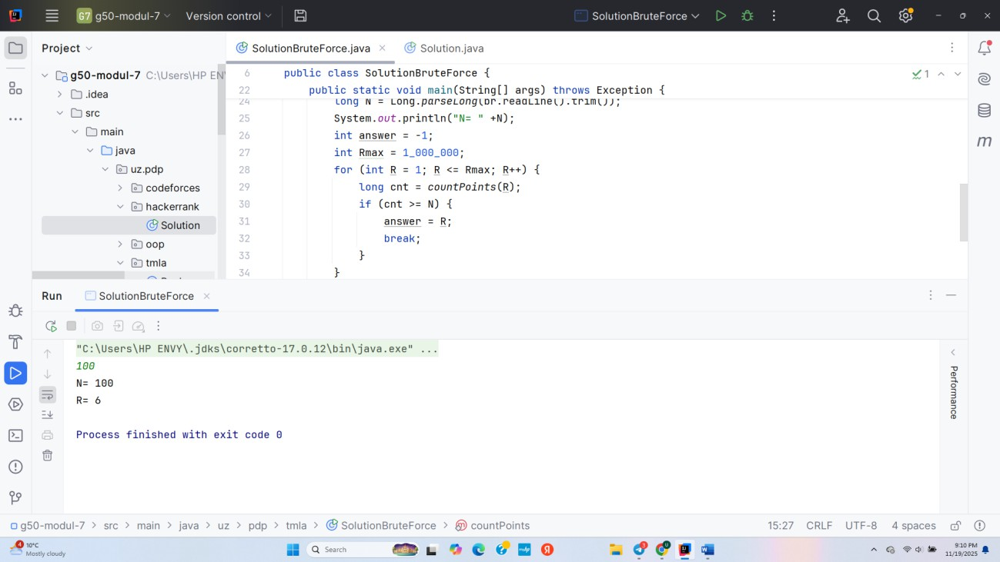 G7 g50-modul-7 Version control SolutionBruteForce
Project
g50-modul-7 C:\Users\HP EN
.idea
src
main
java
uz.pdp
codeforces
hackerrank
Solution
oop
tmla
SolutionBruteForce.java Solution.java
6 public class SolutionBruteForce {
22 public static void main(String[] args) throws Exception {
24 long N = Long.parseLong(br.readLine().trim());
25 System.out.println("N= " +N);
26 int answer = -1;
27 int Rmax = 1_000_000;
28 for (int R = 1; R <= Rmax; R++) {
29 long cnt = countPoints(R);
30 if (cnt >= N) {
31 answer = R;
32 break;
33 }
34 }
1
m
Run SolutionBruteForce
"C:\Users\HP ENVY\.jdks\corretto-17.0.12\bin\java.exe" ...
100
N= 100
R= 6
Process finished with exit code 0
Performance
g50-modul-7 > src > main > java > uz > pdp > tmla > SolutionBruteForce > countPoints 15:27 CRLF UTF-8 4 spaces
4 10°C
Mostly cloudy
Search
9:10 PM
11/19/2025